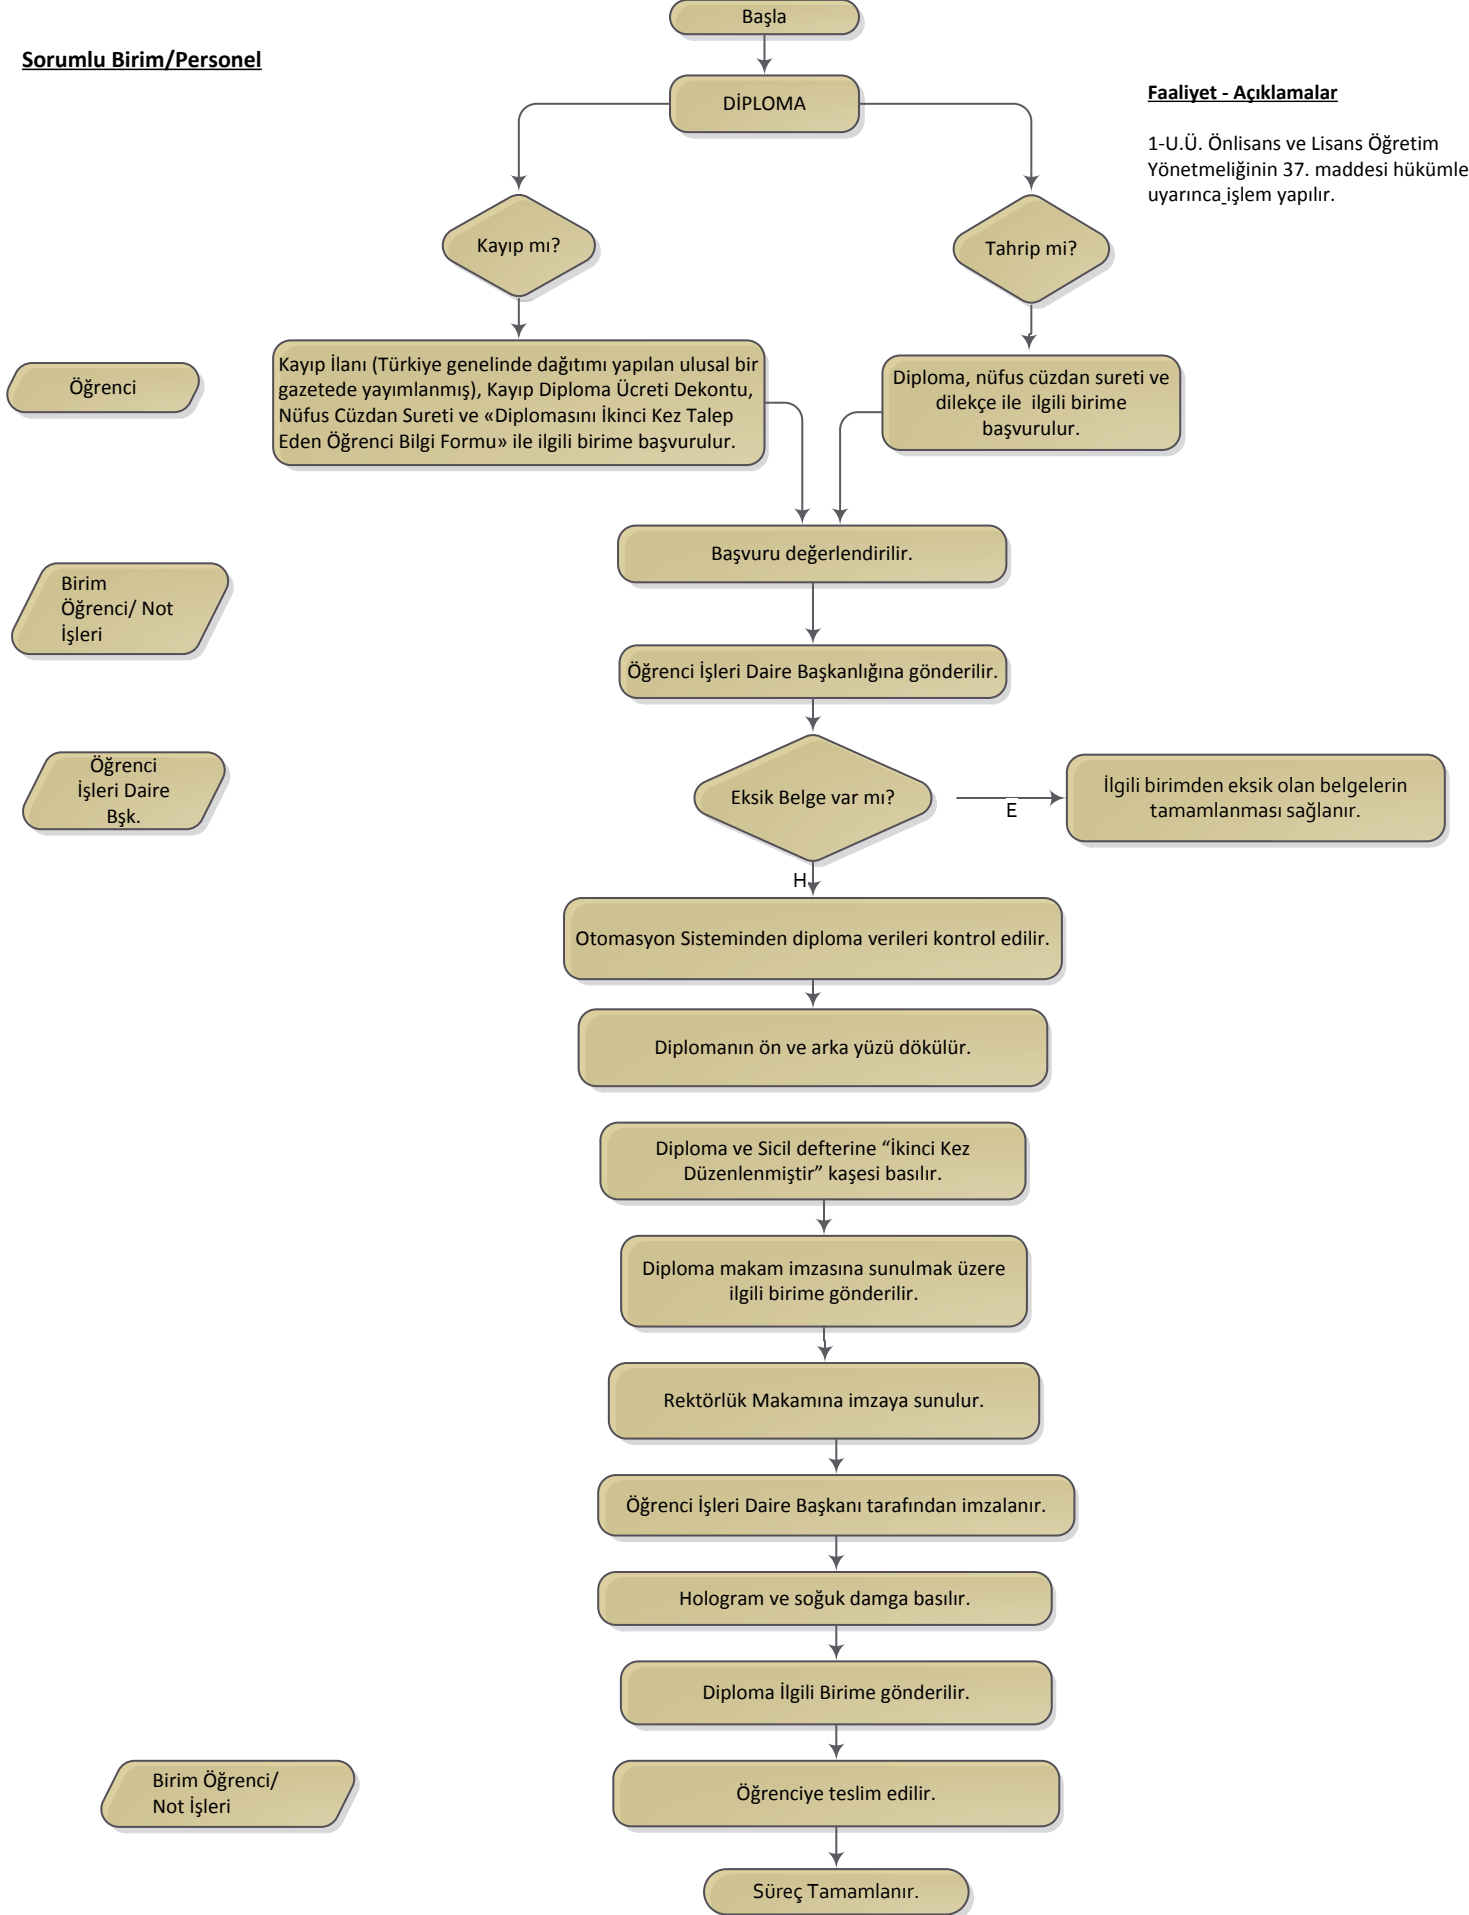 Başla
Sorumlu Birim/Personel
DİPLOMA
Faaliyet - Açıklamalar
1-U.Ü. Önlisans ve Lisans Öğretim
Yönetmeliğinin 37. maddesi hükümle
uyarınca işlem yapılır.
Kayıp mı?
Tahrip mi?
Öğrenci
Kayıp İlanı (Türkiye genelinde dağıtımı yapılan ulusal bir
gazetede yayımlanmış), Kayıp Diploma Ücreti Dekontu,
Nüfus Cüzdan Sureti ve «Diplomasını İkinci Kez Talep
Eden Öğrenci Bilgi Formu» ile ilgili birime başvurulur.
Diploma, nüfus cüzdan sureti ve
dilekçe ile ilgili birime
başvurulur.
Başvuru değerlendirilir.
Birim
Öğrenci/ Not
İşleri
Öğrenci İşleri Daire Başkanlığına gönderilir.
Öğrenci
İşleri Daire
Bşk.
Eksik Belge var mı?
E
İlgili birimden eksik olan belgelerin
tamamlanması sağlanır.
H
Otomasyon Sisteminden diploma verileri kontrol edilir.
Diplomanın ön ve arka yüzü dökülür.
Diploma ve Sicil defterine “İkinci Kez
Düzenlenmiştir” kaşesi basılır.
Diploma makam imzasına sunulmak üzere
ilgili birime gönderilir.
Rektörlük Makamına imzaya sunulur.
Öğrenci İşleri Daire Başkanı tarafından imzalanır.
Hologram ve soğuk damga basılır.
Diploma İlgili Birime gönderilir.
Birim Öğrenci/
Not İşleri
Öğrenciye teslim edilir.
Süreç Tamamlanır.